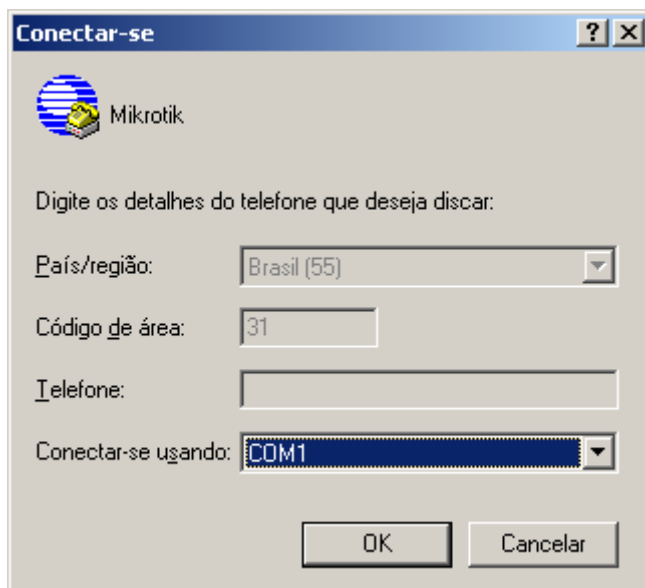 Conectar-se
Mikrotik
Digite os detalhes do telefone que deseja discar:
País/região: Brasil (55)
Código de área: 31
Telefone:
Conectar-se usando: COM1
OK Cancelar